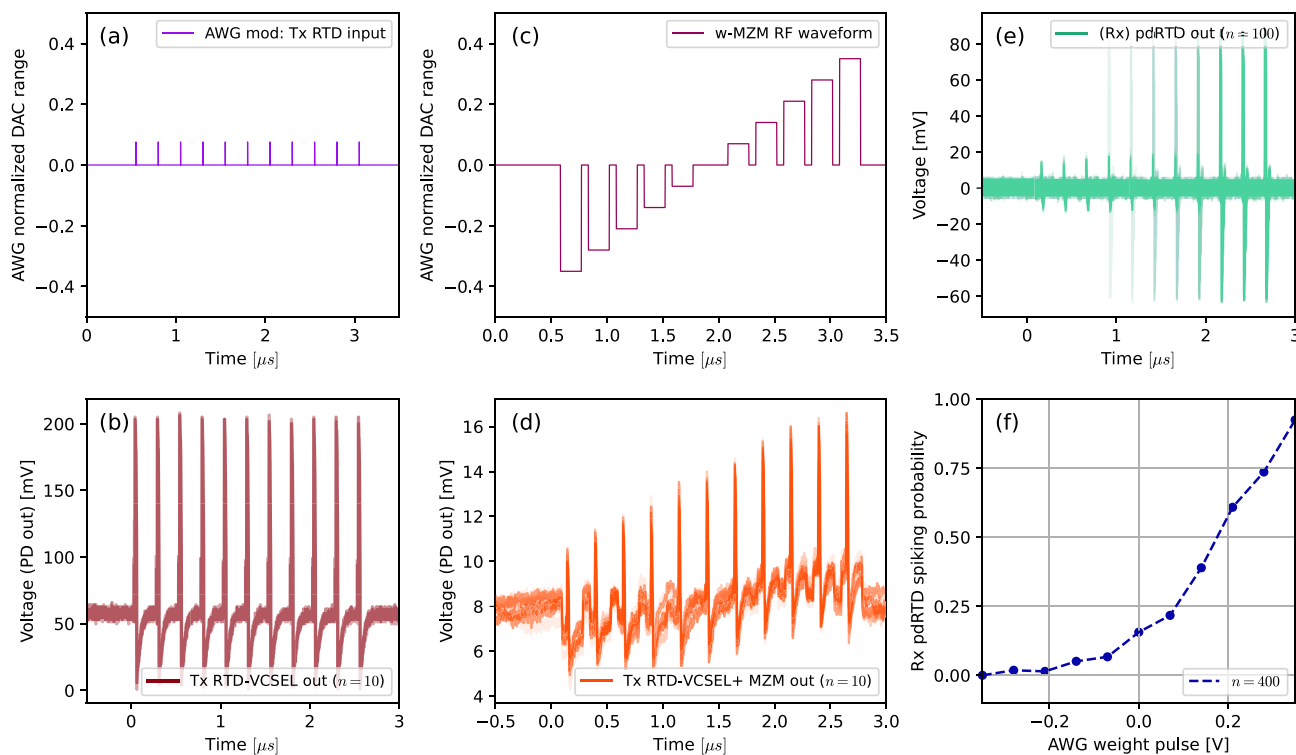 (a)
AWG mod: Tx RTD input
AWG normalized DAC range
0.4
0.2
0.0
−0.2
−0.4
0
1
2
3
Time [μs]
(c)
w-MZM RF waveform
AWG normalized DAC range
0.4
0.2
0.0
−0.2
−0.4
0.0
0.5
1.0
1.5
2.0
2.5
3.0
3.5
Time [μs]
(e)
(Rx) pdRTD out (n=100)
Voltage [mV]
80
60
40
20
0
−20
−40
−60
0
1
2
3
Time [μs]
(b)
Voltage (PD out) [mV]
200
150
100
50
0
Tx RTD-VCSEL out (n=10)
0
1
2
3
Time [μs]
(d)
Voltage (PD out) [mV]
16
14
12
10
8
6
4
Tx RTD-VCSEL+ MZM out (n=10)
−0.5
0.0
0.5
1.0
1.5
2.0
2.5
3.0
Time [μs]
(f)
Rx pdRTD spiking probability
1.00
0.75
0.50
0.25
0.00
n=400
−0.2
0.0
0.2
AWG weight pulse [V]